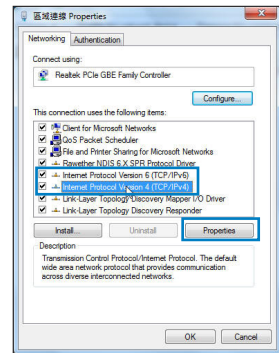 區域連線 Properties
Networking Authentication
Connect using:
Realtek PCIe GBE Family Controller
Configure...
This connection uses the following items:
Client for Microsoft Networks
QoS Packet Scheduler
File and Printer Sharing for Microsoft Networks
Rawether NDIS 6.X SPR Protocol Driver
Internet Protocol Version 6 (TCP/IPv6)
Internet Protocol Version 4 (TCP/IPv4)
Link-Layer Topology Discovery Mapper I/O Driver
Link-Layer Topology Discovery Responder
Install... Uninstall Properties
Description
Transmission Control Protocol/Internet Protocol. The default
wide area network protocol that provides communication
across diverse interconnected networks.
OK Cancel